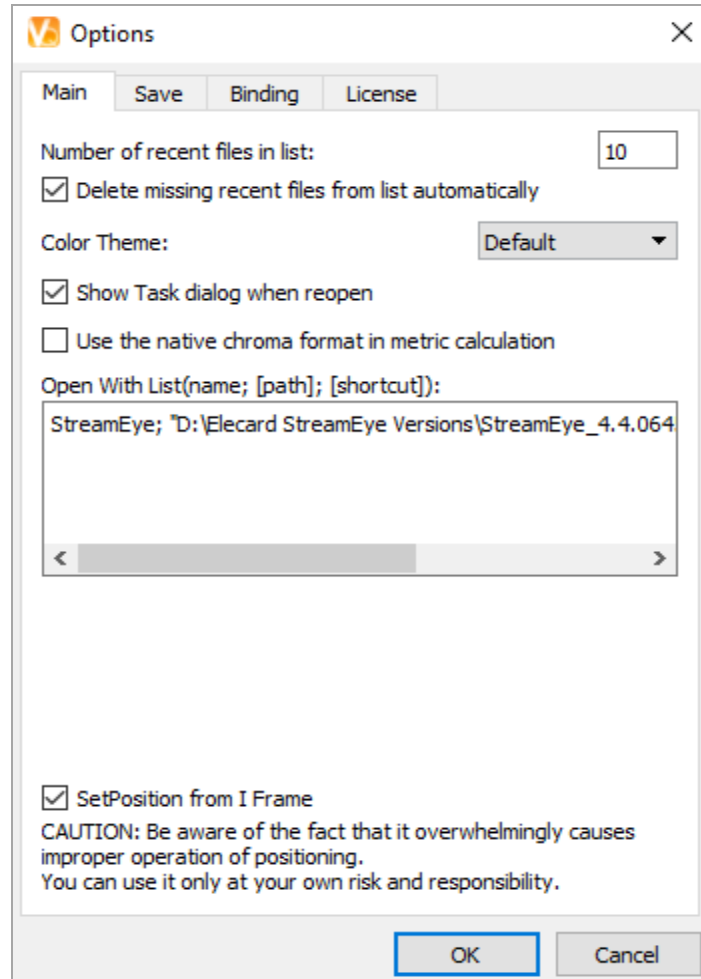 Options
Main Save Binding License
Number of recent files in list: 10
Delete missing recent files from list automatically
Color Theme: Default
Show Task dialog when reopen
Use the native chroma format in metric calculation
Open With List(name; [path]; [shortcut]):
StreamEye; "D:\Elecard StreamEye Versions\StreamEye_4.4.064
SetPosition from I Frame
CAUTION: Be aware of the fact that it overwhelmingly causes
improper operation of positioning.
You can use it only at your own risk and responsibility.
OK Cancel